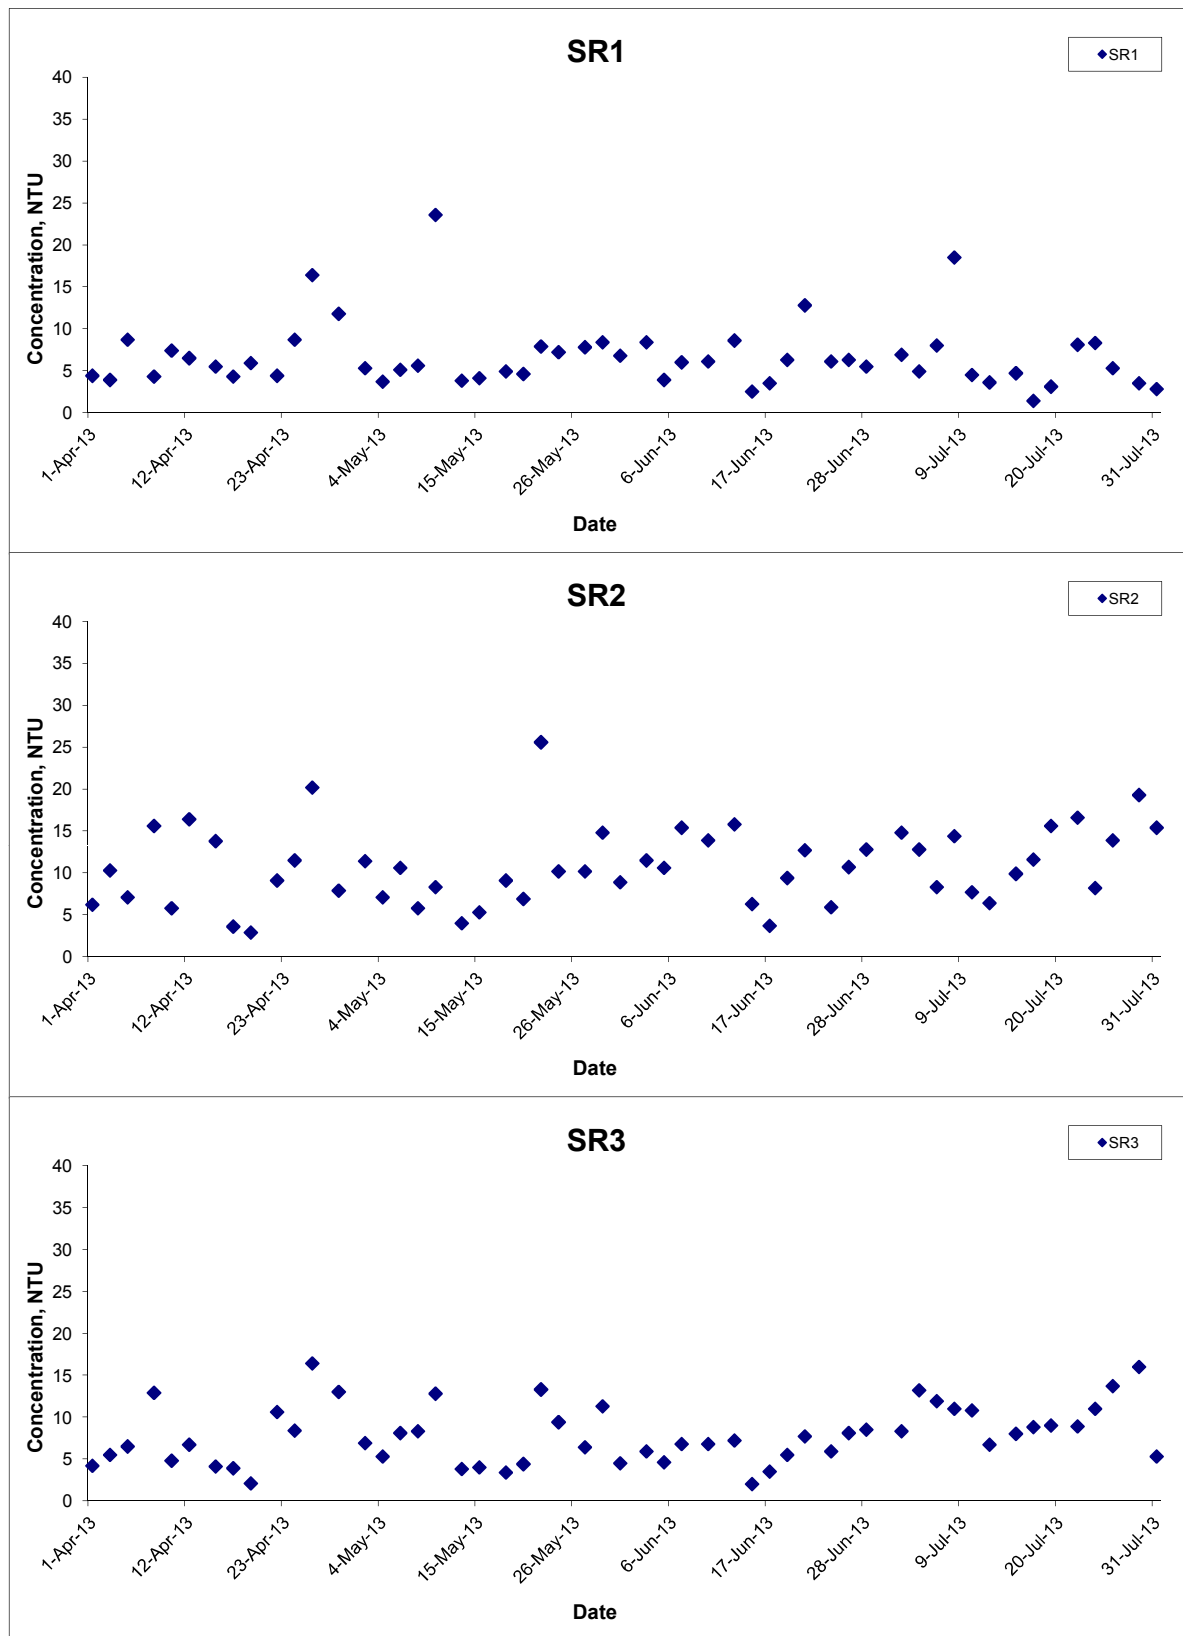 SR1
SR1
40
35
30
25
20
15
10
5
0
Concentration, NTU
1-Apr-13
12-Apr-13
23-Apr-13
4-May-13
15-May-13
26-May-13
6-Jun-13
17-Jun-13
28-Jun-13
9-Jul-13
20-Jul-13
31-Jul-13
Date
SR2
SR2
40
35
30
25
20
15
10
5
0
Concentration, NTU
1-Apr-13
12-Apr-13
23-Apr-13
4-May-13
15-May-13
26-May-13
6-Jun-13
17-Jun-13
28-Jun-13
9-Jul-13
20-Jul-13
31-Jul-13
Date
SR3
SR3
40
35
30
25
20
15
10
5
0
Concentration, NTU
1-Apr-13
12-Apr-13
23-Apr-13
4-May-13
15-May-13
26-May-13
6-Jun-13
17-Jun-13
28-Jun-13
9-Jul-13
20-Jul-13
31-Jul-13
Date